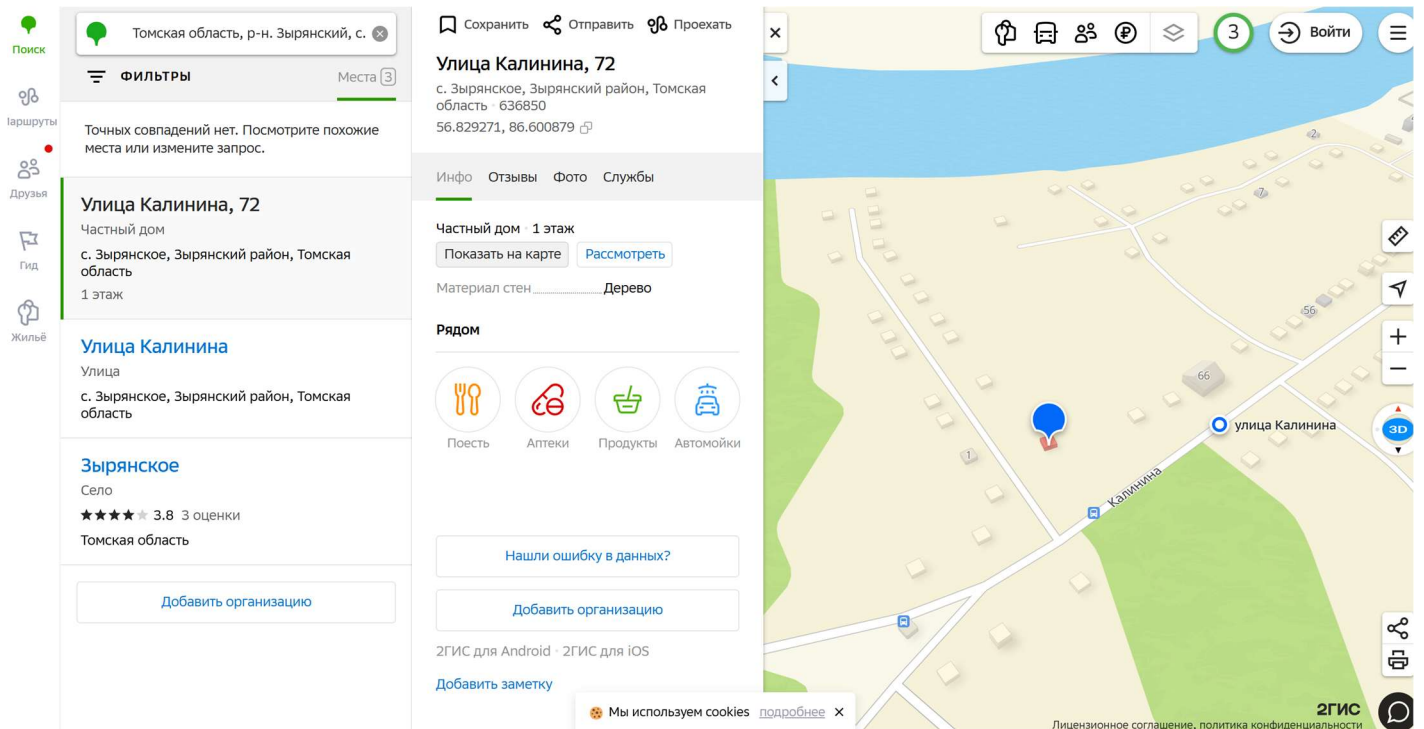 Поиск
Маршруты
Друзья
Гид
Жильё
Томская область, р-н. Зырянский, с.
ФИЛЬТРЫ
Места 3
Точных совпадений нет. Посмотрите похожие
места или измените запрос.
Улица Калинина, 72
Частный дом
с. Зырянское, Зырянский район, Томская
область
1 этаж
Улица Калинина
Улица
с. Зырянское, Зырянский район, Томская
область
Зырянское
Село
3.8 3 оценки
Томская область
Добавить организацию
Сохранить Отправить Проехать
Улица Калинина, 72
с. Зырянское, Зырянский район, Томская
область · 636850
56.829271, 86.600879
Инфо Отзывы Фото Службы
Частный дом · 1 этаж
Показать на карте Рассмотреть
Материал стен Дерево
Рядом
Поесть Аптеки Продукты Автомойки
Нашли ошибку в данных?
Добавить организацию
2ГИС для Android · 2ГИС для iOS
Добавить заметку
Мы используем cookies подробнее
3
Войти
2
7
56
66
улица Калинина
3D
1
Калинина
2ГИС
Лицензионное соглашение, политика конфиденциальности